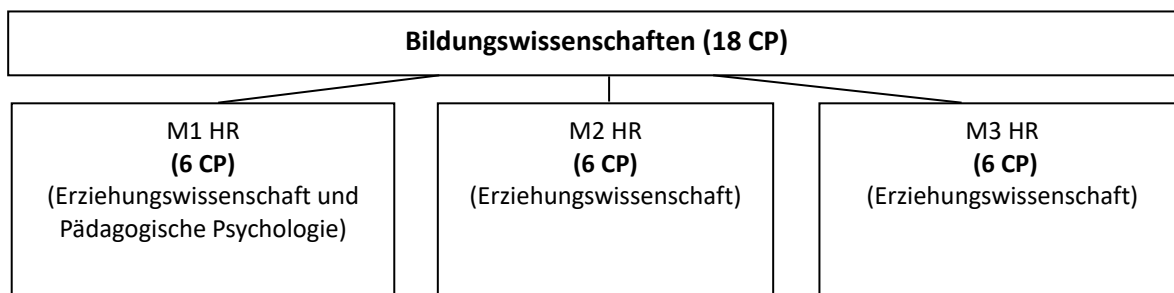 Bildungswissenschaften (18 CP)
M1 HR
(6 CP)
(Erziehungswissenschaft und
Pädagogische Psychologie)
M2 HR
(6 CP)
(Erziehungswissenschaft)
M3 HR
(6 CP)
(Erziehungswissenschaft)